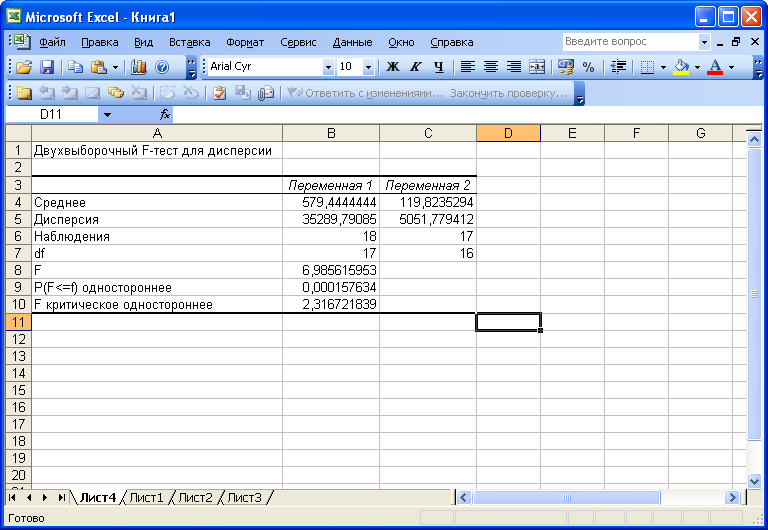 Microsoft Excel - Книга1
Файл Правка Вид Вставка Формат Сервис Данные Окно Справка Введите вопрос
Arial Cyr 10 Ж К Ч %
Ответить с изменениями... Закончить проверку...
D11 fx
A B C D E F G
1 Двухвыборочный F-тест для дисперсии
2
3 Переменная 1 Переменная 2
4 Среднее 579,4444444 119,8235294
5 Дисперсия 35289,79085 5051,779412
6 Наблюдения 18 17
7 df 17 16
8 F 6,985615953
9 P(F<=f) одностороннее 0,000157634
10 F критическое одностороннее 2,316721839
11
12
13
14
15
16
17
18
19
20
Лист4 Лист1 Лист2 Лист3
Готово